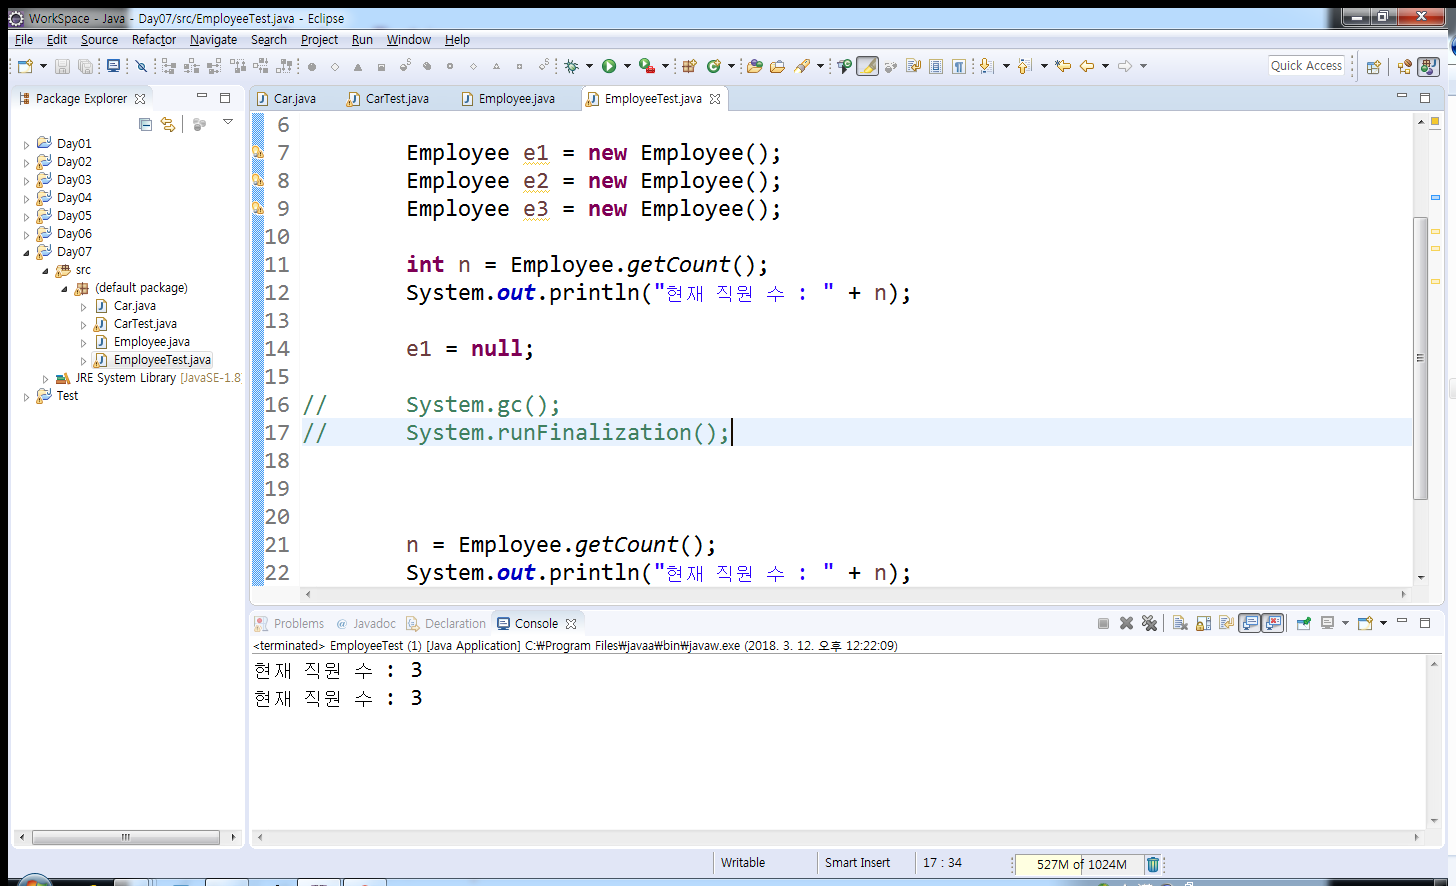 WorkSpace - Java - Day07/src/EmployeeTest.java - Eclipse
File Edit Source Refactor Navigate Search Project Run Window Help
Quick Access
Package Explorer
Car.java CarTest.java Employee.java EmployeeTest.java
Day01
Day02
Day03
Day04
Day05
Day06
Day07
src
(default package)
Car.java
CarTest.java
Employee.java
EmployeeTest.java
JRE System Library [JavaSE-1.8
Test
6
7 Employee e1 = new Employee();
8 Employee e2 = new Employee();
9 Employee e3 = new Employee();
10
11 int n = Employee.getCount();
12 System.out.println("현재 직원 수 : " + n);
13
14 e1 = null;
15
16 // System.gc();
17 // System.runFinalization();
18
19
20
21 n = Employee.getCount();
22 System.out.println("현재 직원 수 : " + n);
Problems @ Javadoc Declaration Console
<terminated> EmployeeTest (1) [Java Application] C:₩Program Files₩javaa₩bin₩javaw.exe (2018. 3. 12. 오후 12:22:09)
현재 직원 수 : 3
현재 직원 수 : 3
Writable Smart Insert 17 : 34 527M of 1024M